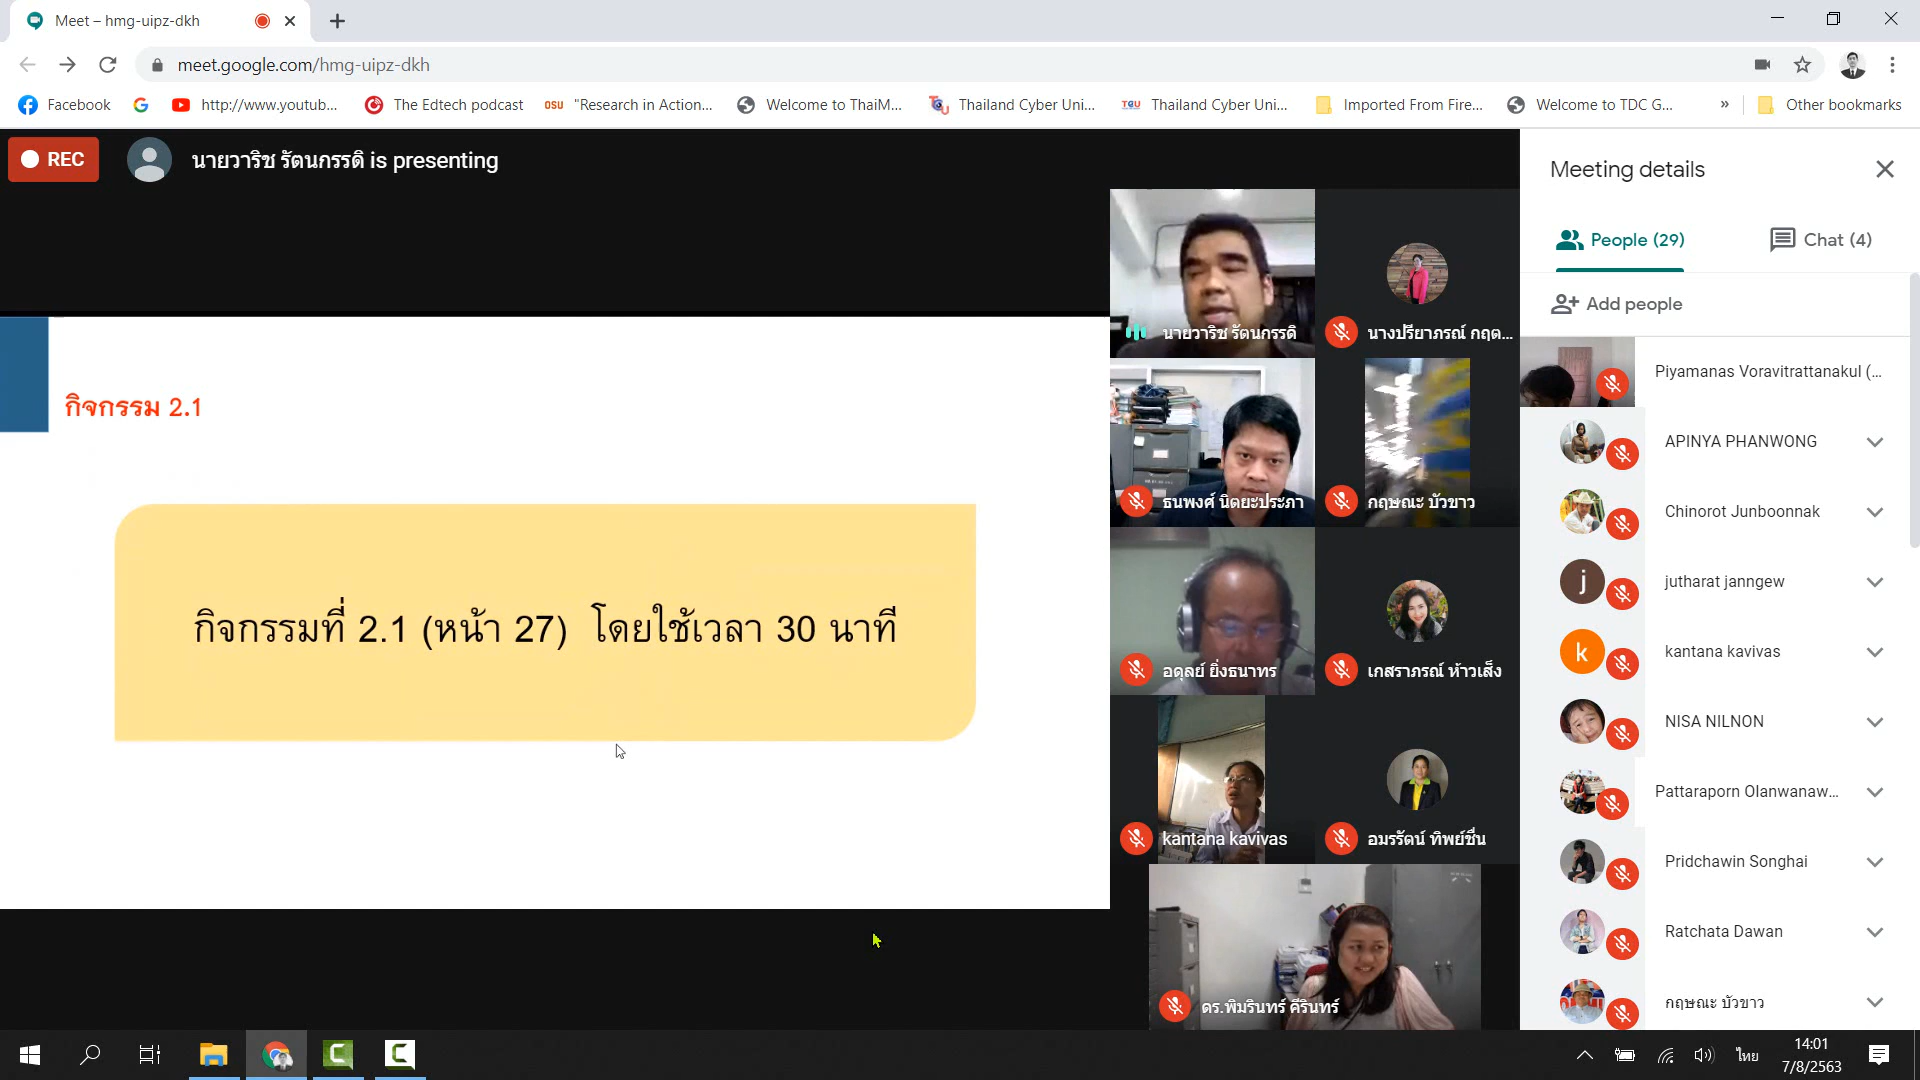 Meet – hmg-uipz-dkh
meet.google.com/hmg-uipz-dkh
Facebook
http://www.youtub...
The Edtech podcast
OSU "Research in Action...
Welcome to ThaiM...
Thailand Cyber Uni...
TCU Thailand Cyber Uni...
Imported From Fire...
Welcome to TDC G...
»
Other bookmarks
REC
นายวาริช รัตนกรรดิ is presenting
กิจกรรม 2.1
กิจกรรมที่ 2.1 (หน้า 27) โดยใช้เวลา 30 นาที
นายวาริช รัตนกรรดิ
นางปรียาภรณ์ กฤต...
ธนพงศ์ นิตยะประภา
กฤษณะ บัวขาว
อดุลย์ ยิ่งธนาทร
เกสราภรณ์ ห้าวเส็ง
kantana kavivas
อมรรัตน์ ทิพย์ชื่น
ดร.พิมรินทร์ คีรินทร์
Meeting details
People (29)
Chat (4)
Add people
Piyamanas Voravitrattanakul (...
APINYA PHANWONG
Chinorot Junboonnak
j
jutharat janngew
k
kantana kavivas
NISA NILNON
Pattaraporn Olanwanaw...
Pridchawin Songhai
Ratchata Dawan
กฤษณะ บัวขาว
ไทย
14:01
7/8/2563